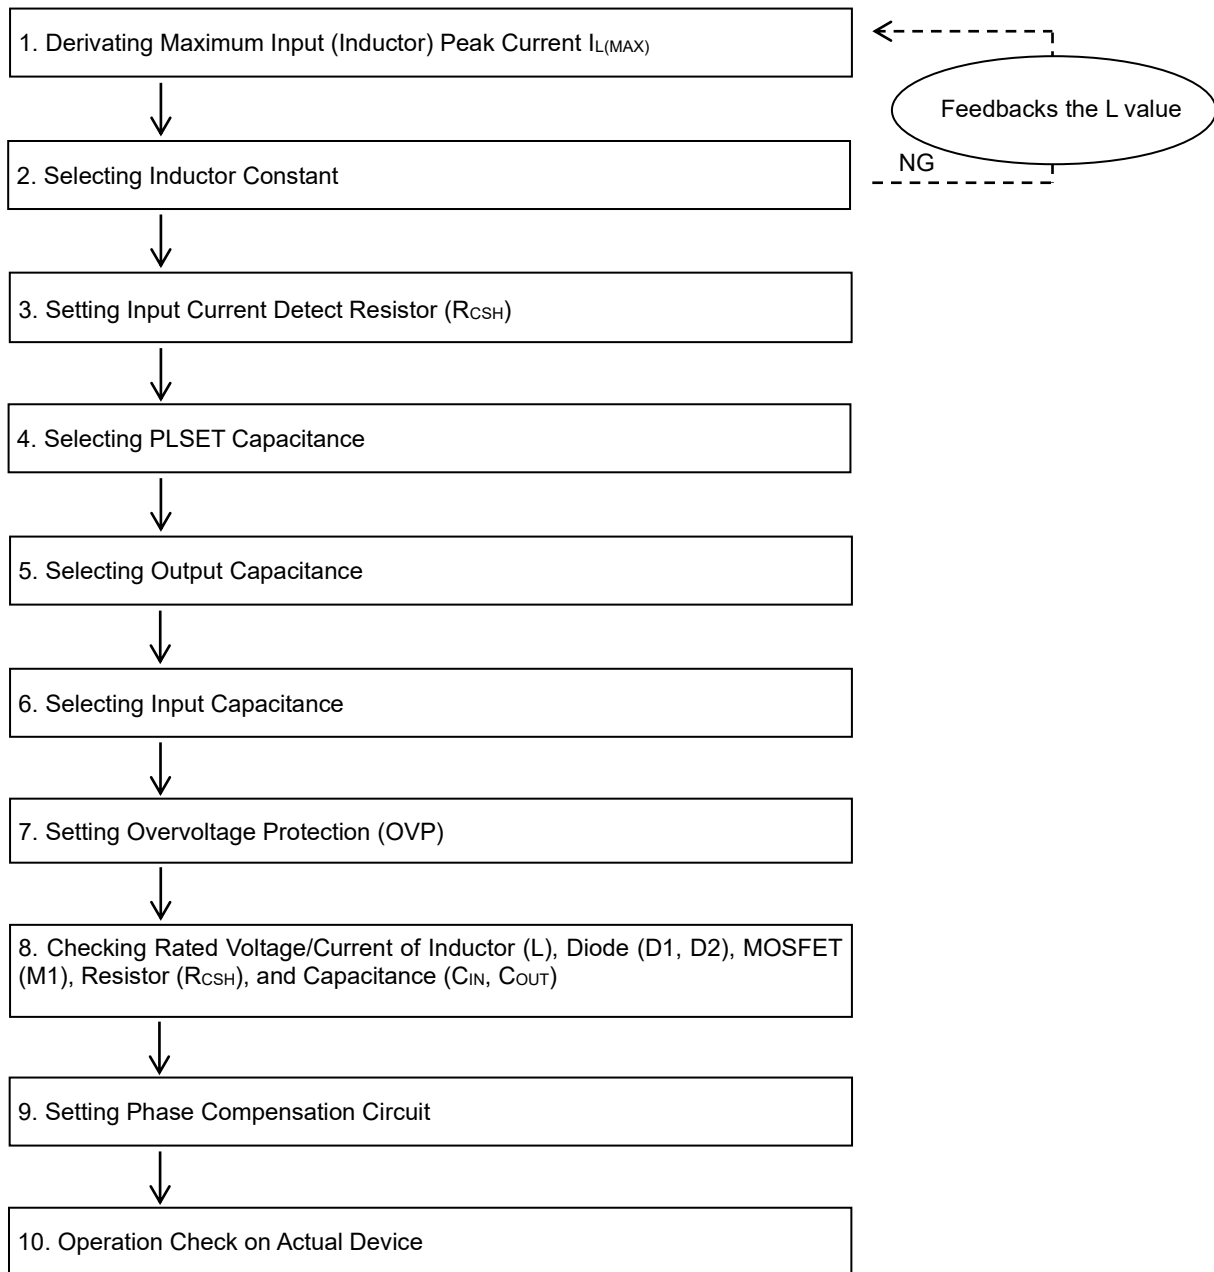 1. Derivating Maximum Input (Inductor) Peak Current IL(MAX)
Feedbacks the L value
NG
2. Selecting Inductor Constant
3. Setting Input Current Detect Resistor (RCSH)
4. Selecting PLSET Capacitance
5. Selecting Output Capacitance
6. Selecting Input Capacitance
7. Setting Overvoltage Protection (OVP)
8. Checking Rated Voltage/Current of Inductor (L), Diode (D1, D2), MOSFET
(M1), Resistor (RCSH), and Capacitance (CIN, COUT)
9. Setting Phase Compensation Circuit
10. Operation Check on Actual Device